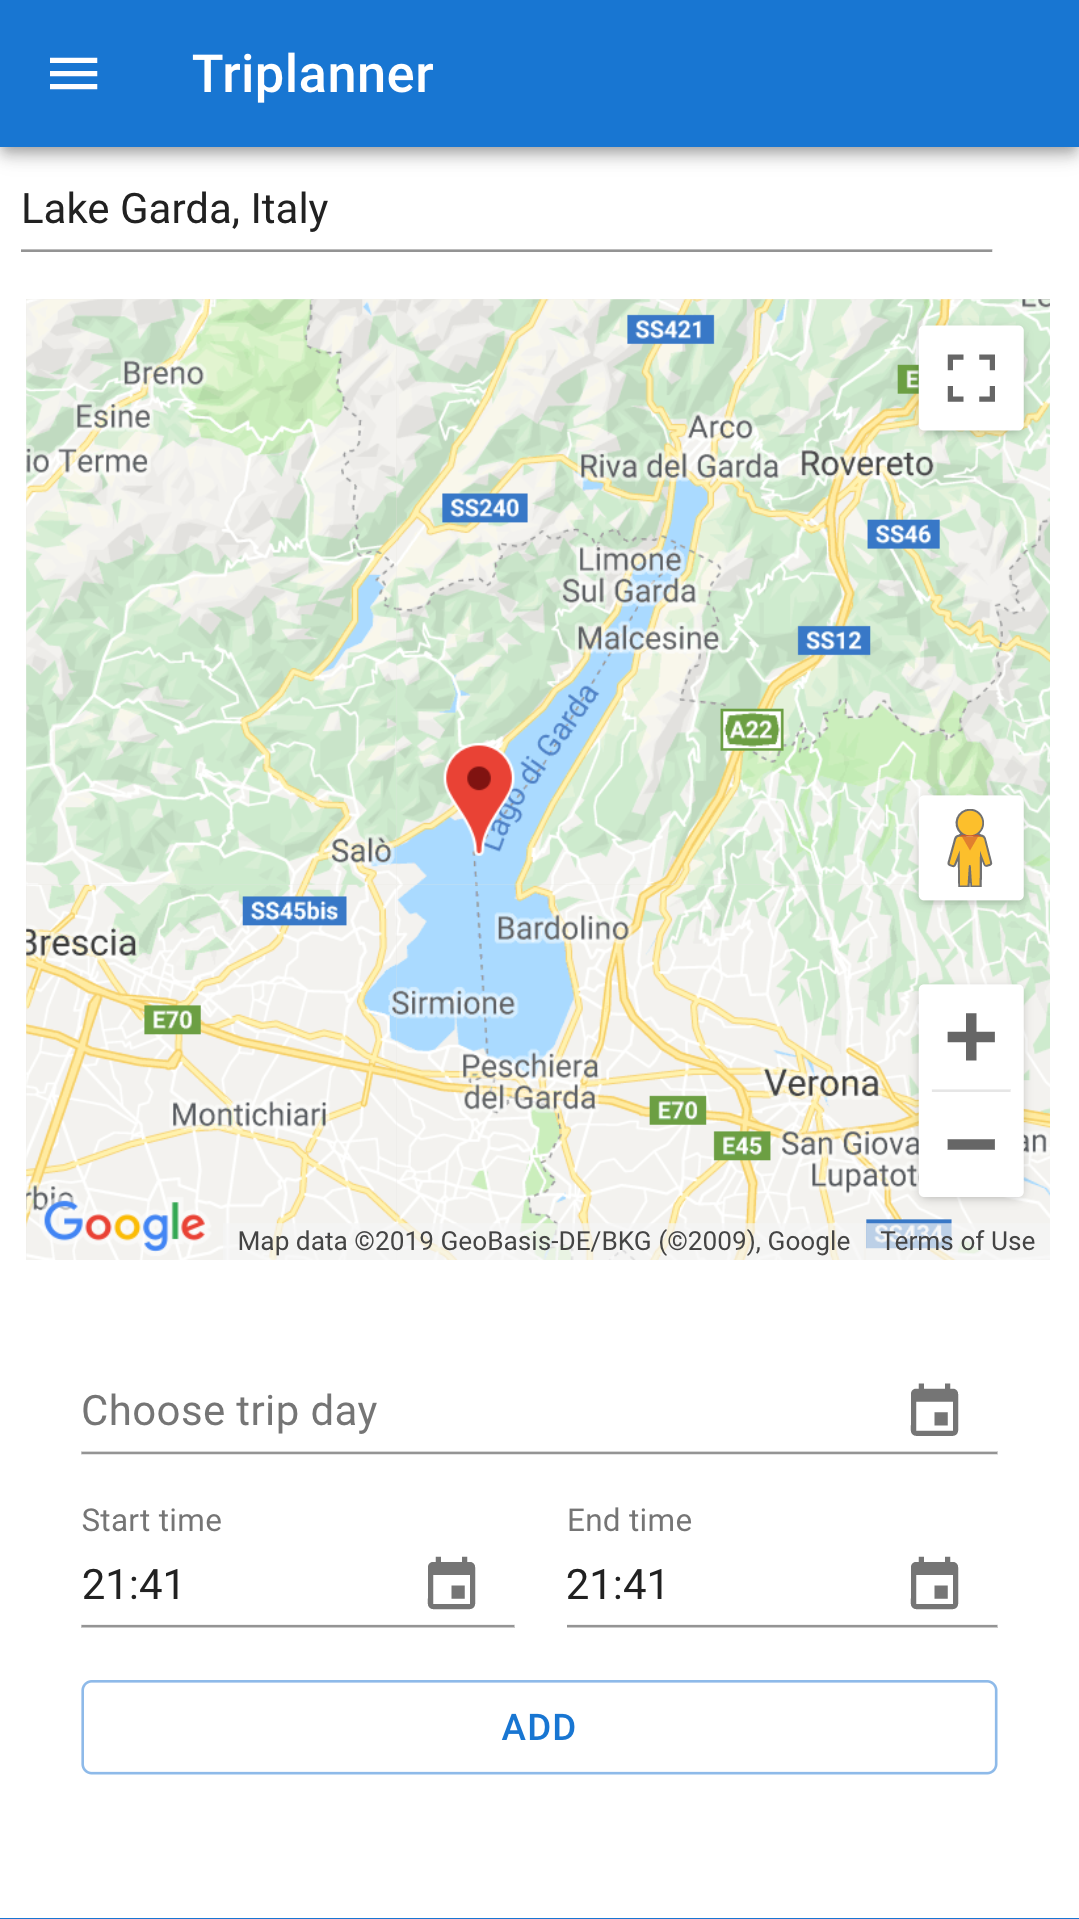 Triplanner
Lake Garda, Italy
SS421
Breno
Esine
io Terme
Arco
Riva del Garda
Rovereto
SS240
SS46
Limone
Sul Garda
Malcesine
SS12
Lago di Garda
A22
Salò
SS45bis
Bardolino
Brescia
Sirmione
E70
Peschiera
del Garda
Verona
Montichiari
E70
E45
San Giova
an
Lupatot
Google
Map data ©2019 GeoBasis-DE/BKG (©2009), Google
SS434
Terms of Use
Choose trip day
Start time
End time
21:41
21:41
ADD